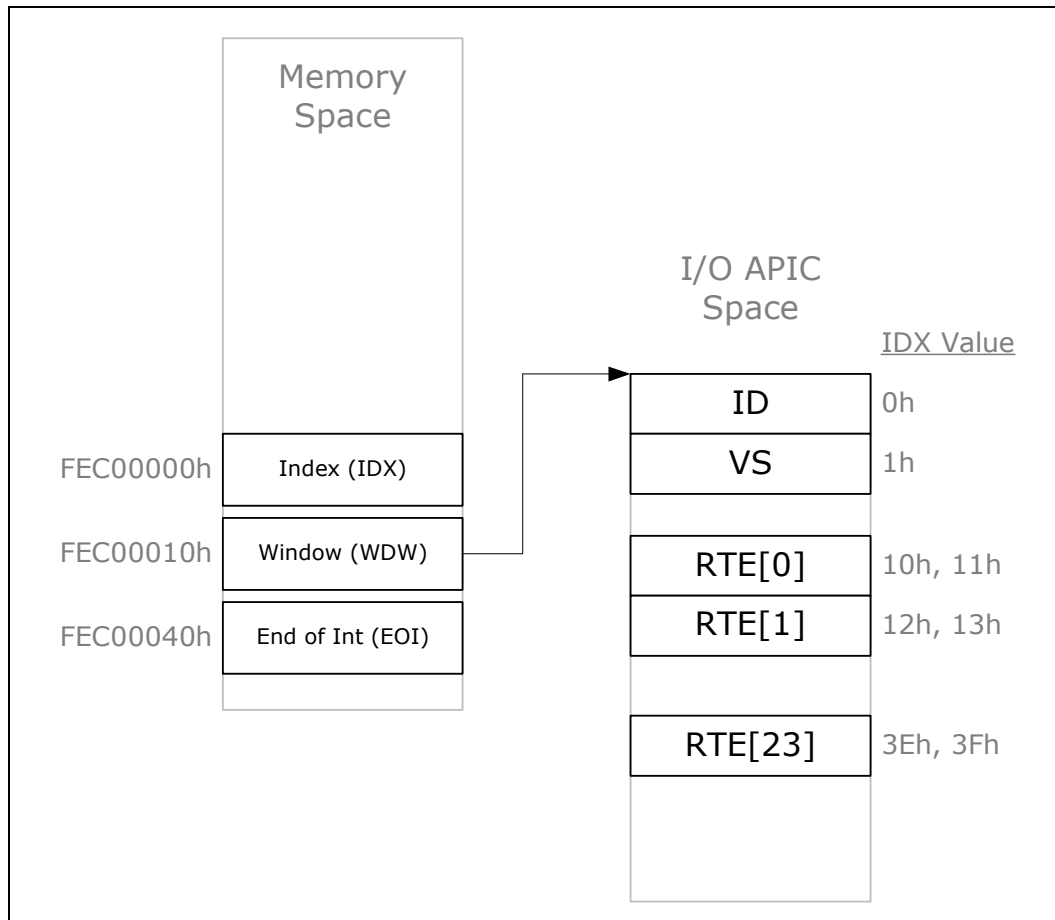 Memory
Space
I/O APIC
Space
IDX Value
ID
0h
VS
1h
FEC00000h
Index (IDX)
FEC00010h
Window (WDW)
RTE[0]
10h, 11h
RTE[1]
12h, 13h
FEC00040h
End of Int (EOI)
RTE[23]
3Eh, 3Fh